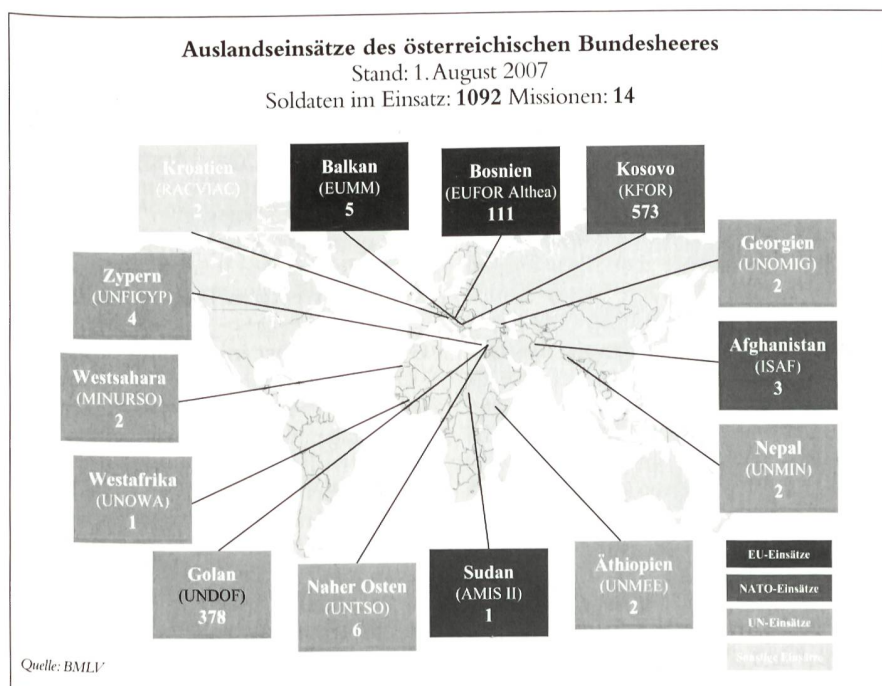 Auslandseinsätze des österreichischen Bundesheeres
Stand: 1. August 2007
Soldaten im Einsatz: 1092 Missionen: 14
Kroatien
(RACVIAC)
2
Balkan
(EUMM)
5
Bosnien
(EUFOR Althea)
111
Kosovo
(KFOR)
573
Georgien
(UNOMIG)
2
Zypern
(UNFICYP)
4
Afghanistan
(ISAF)
3
Westsahara
(MINURSO)
2
Nepal
(UNMIN)
2
Westafrika
(UNOWA)
1
Golan
(UNDOF)
378
Naher Osten
(UNTSO)
6
Sudan
(AMIS II)
1
Äthiopien
(UNMEE)
2
EU-Einsätze
NATO-Einsätze
UN-Einsätze
Sonstige
Quelle: BMLV